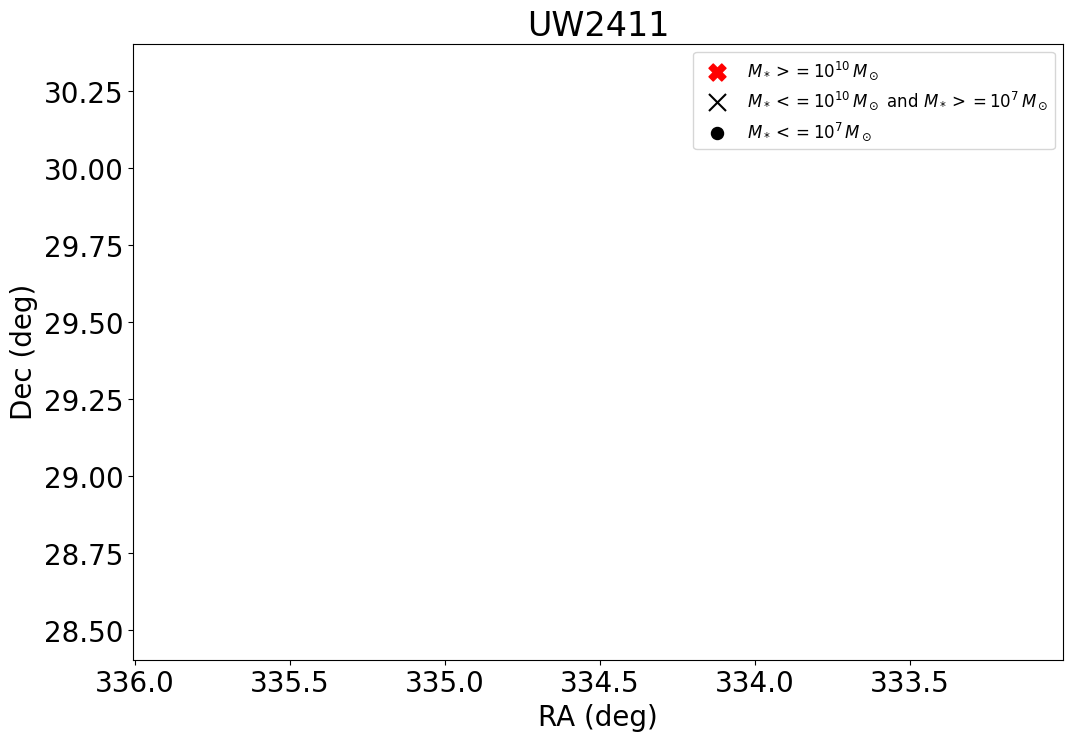 UW2411
M* >= 10^10 M⊙
M* <= 10^10 M⊙ and M* >= 10^7 M⊙
M* <= 10^7 M⊙
30.25
30.00
29.75
29.50
29.25
29.00
28.75
28.50
Dec (deg)
336.0 335.5 335.0 334.5 334.0 333.5
RA (deg)